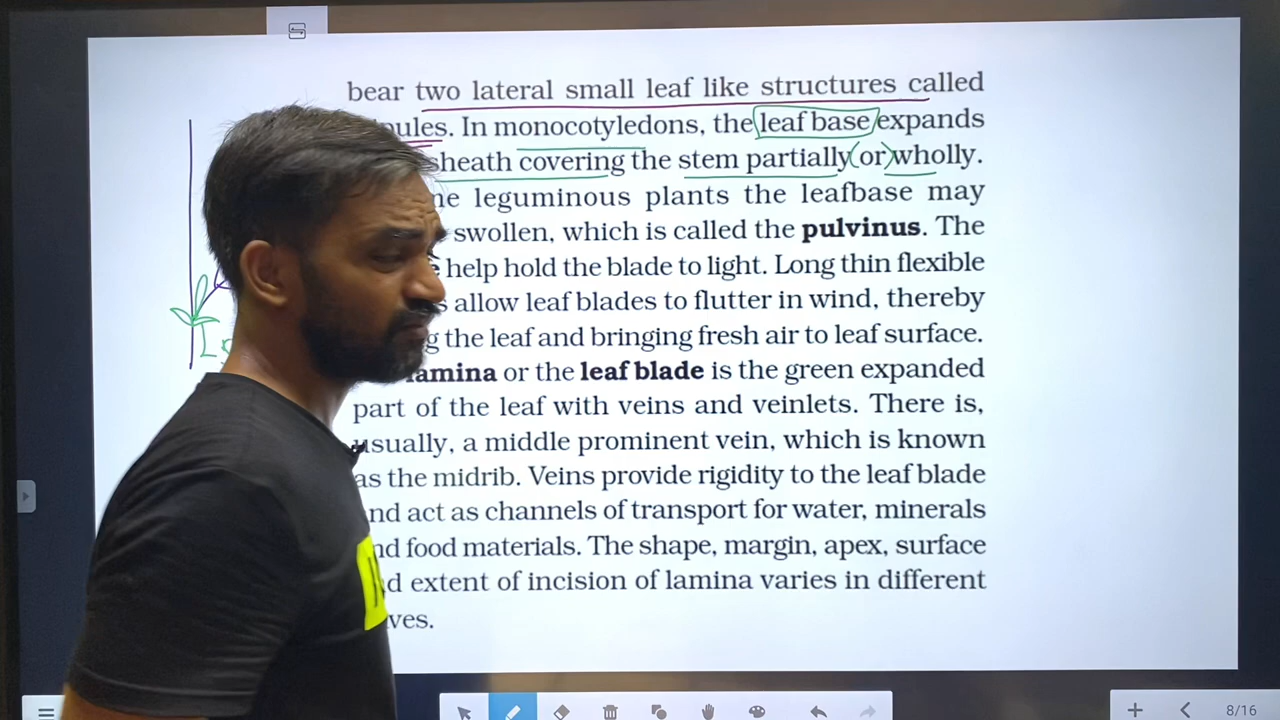 bear two lateral small leaf like structures called
pules. In monocotyledons, the leaf base expands
sheath covering the stem partially (or) wholly.
leguminous plants the leafbase may
swollen, which is called the pulvinus. The
help hold the blade to light. Long thin flexible
allow leaf blades to flutter in wind, thereby
the leaf and bringing fresh air to leaf surface.
lamina or the leaf blade is the green expanded
part of the leaf with veins and veinlets. There is,
usually, a middle prominent vein, which is known
as the midrib. Veins provide rigidity to the leaf blade
and act as channels of transport for water, minerals
and food materials. The shape, margin, apex, surface
extent of incision of lamina varies in different
ves.
8/16